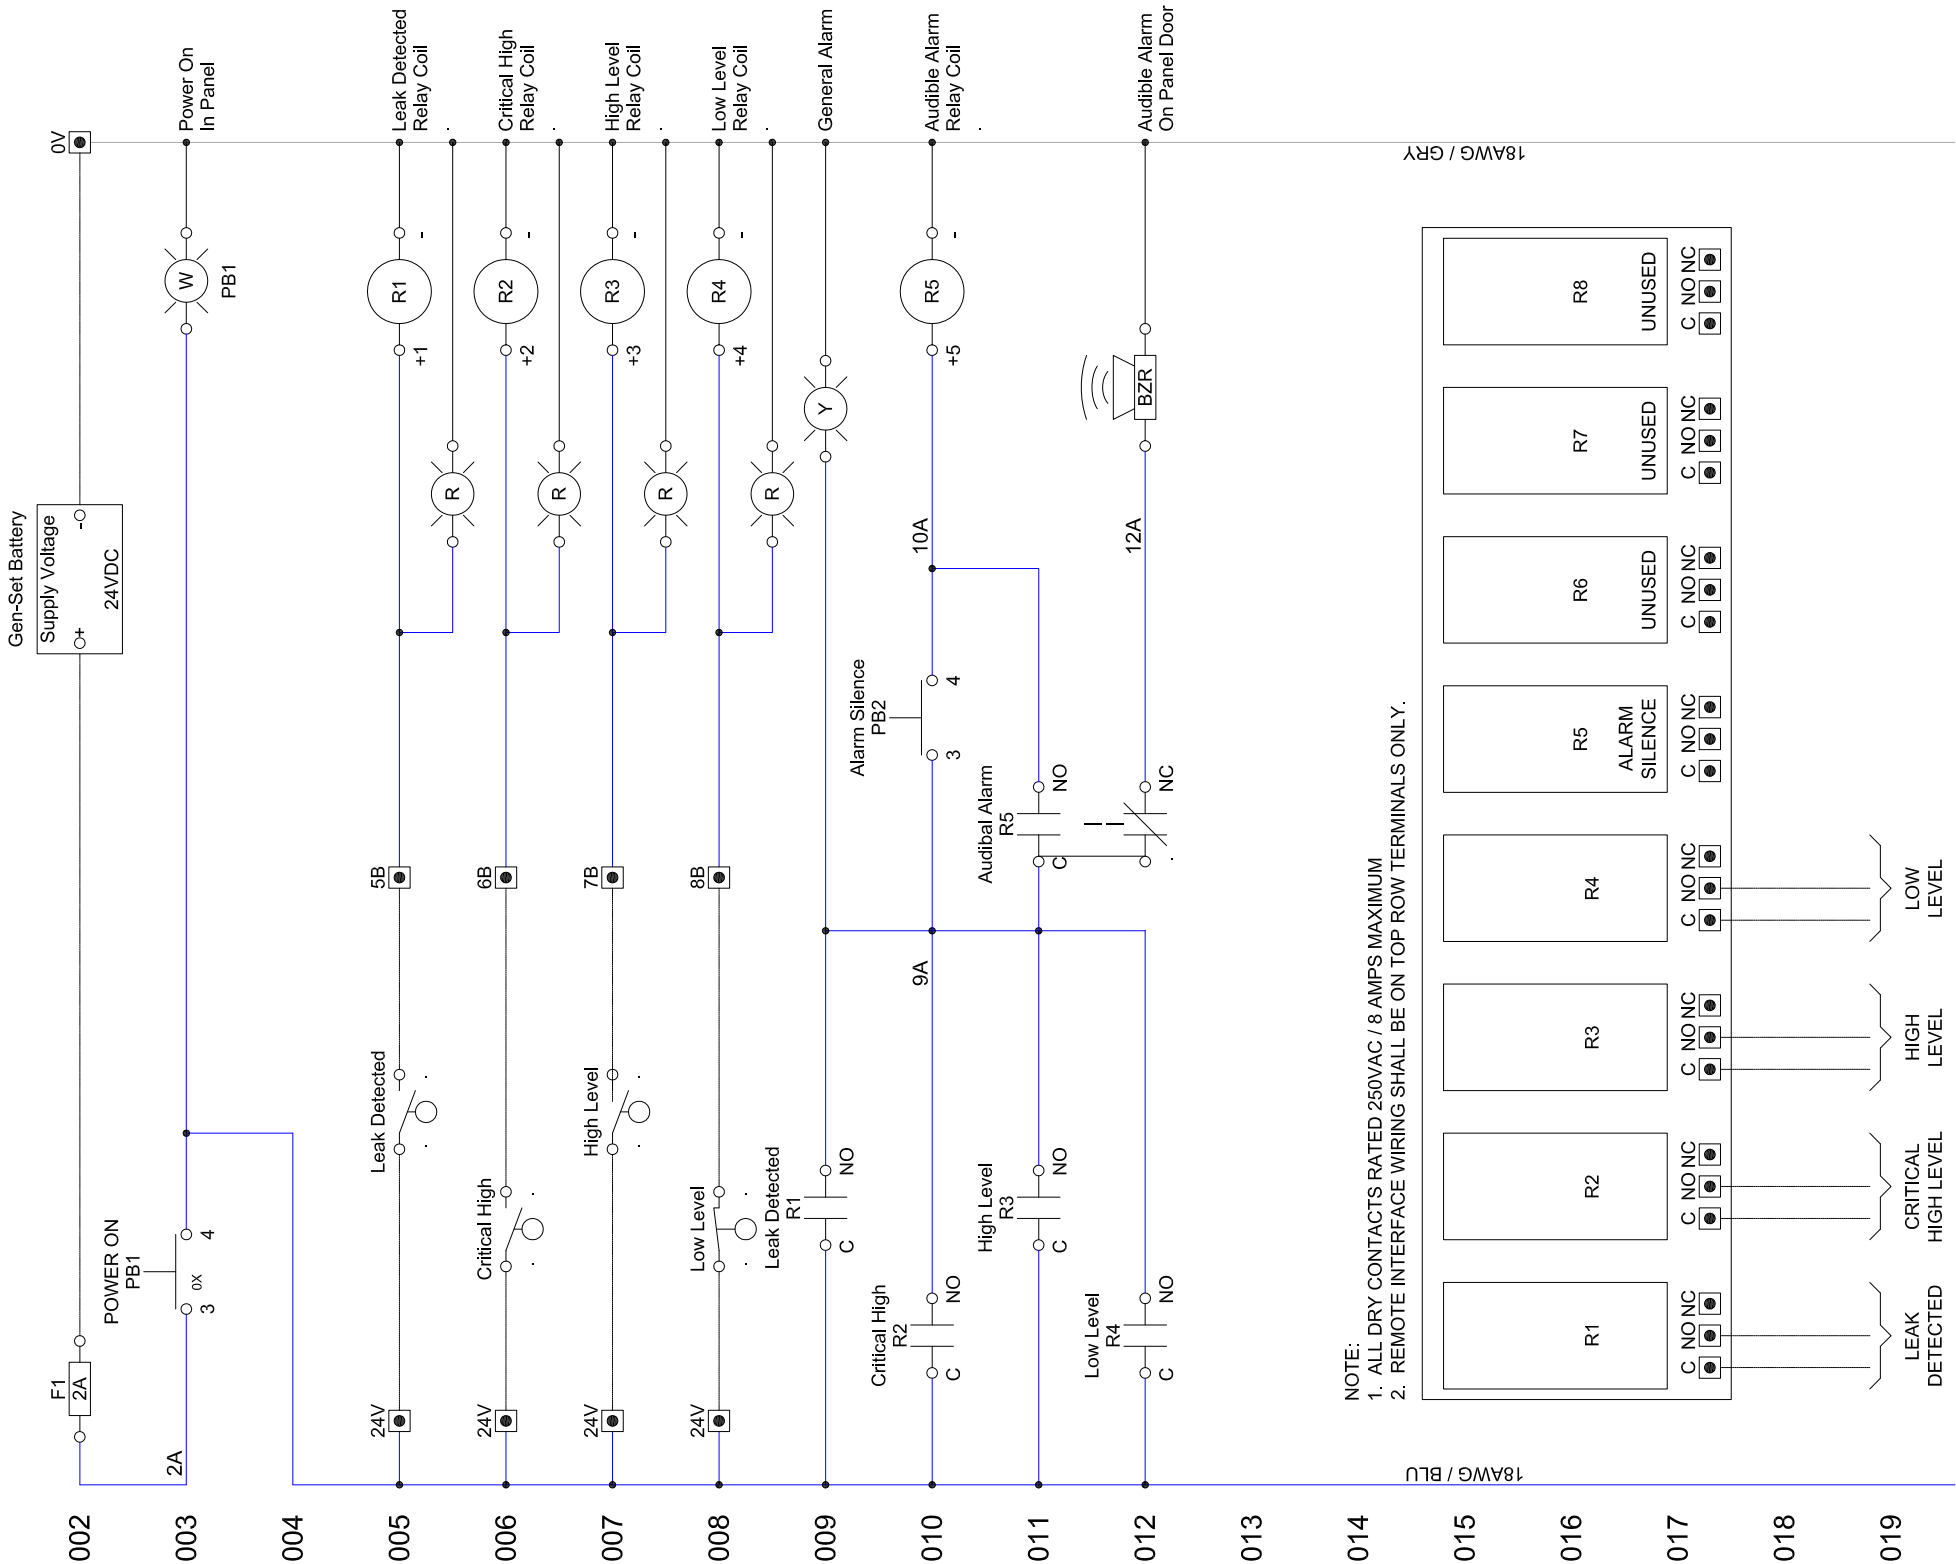 002
Gen-Set Battery
Supply Voltage
24VDC
+
-
F1
2A
0V
003
2A
POWER ON
PB1
0X
3
4
W
PB1
Power On
In Panel
004
005
24V
Leak Detected
.
.
5B
R
+1
R1
-
Leak Detected
Relay Coil
.
006
24V
Critical High
.
.
6B
R
+2
R2
-
Critical High
Relay Coil
.
007
24V
High Level
.
.
7B
R
+3
R3
-
High Level
Relay Coil
.
008
24V
Low Level
.
.
8B
R
+4
R4
-
Low Level
Relay Coil
.
009
Leak Detected
R1
C
NO
Y
General Alarm
010
Critical High
R2
C
NO
9A
Alarm Silence
PB2
3
4
10A
+5
R5
-
Audible Alarm
Relay Coil
.
011
High Level
R3
C
NO
Audibal Alarm
R5
C
NO
012
Low Level
R4
C
NO
.
NC
12A
BZR
Audible Alarm
On Panel Door
013
014
NOTE:
1. ALL DRY CONTACTS RATED 250VAC / 8 AMPS MAXIMUM
2. REMOTE INTERFACE WIRING SHALL BE ON TOP ROW TERMINALS ONLY.
18AWG / BLU
18AWG / GRY
015
016
R1
R2
R3
R4
R5
R6
R7
R8
ALARM
SILENCE
UNUSED
UNUSED
UNUSED
017
C NO NC
C NO NC
C NO NC
C NO NC
C NO NC
C NO NC
C NO NC
C NO NC
018
019
LEAK
DETECTED
CRITICAL
HIGH LEVEL
HIGH
LEVEL
LOW
LEVEL